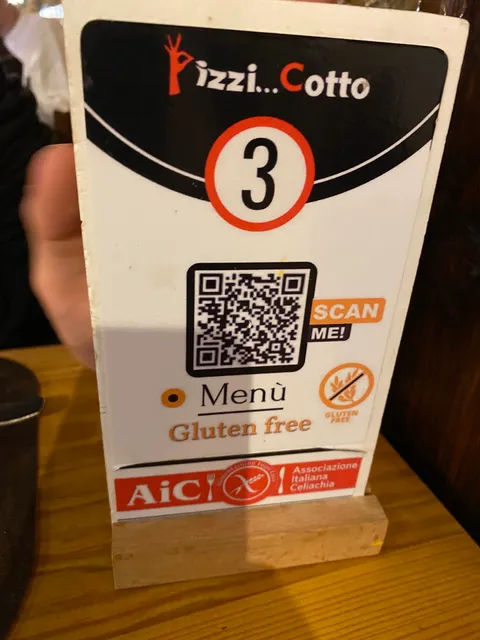 Pizzi...Cotto
3
SCAN
ME!
Menù
Gluten free
GLUTEN
FREE
AiC
Associazione
Italiana
Celiachia